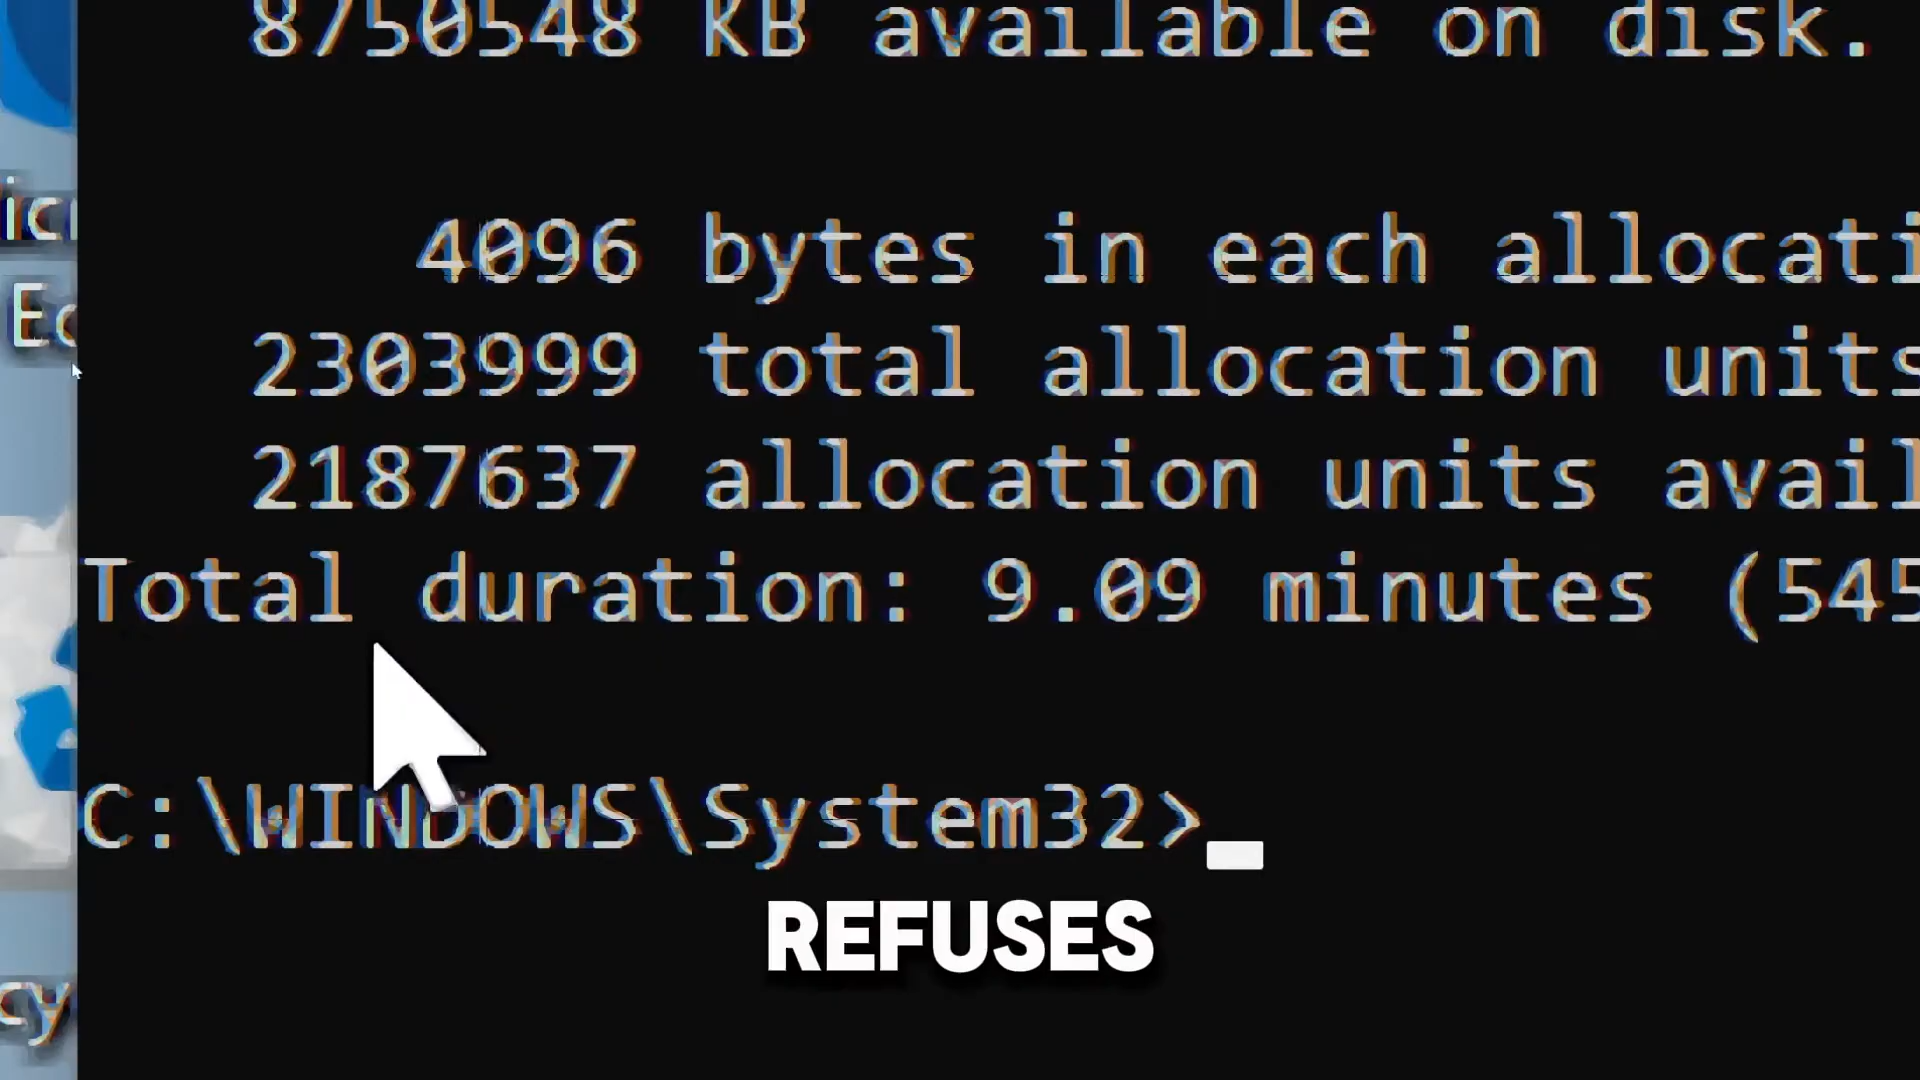 8750548 KB available on disk.
4096 bytes in each allocati
2303999 total allocation units
2187637 allocation units avail
Total duration: 9.09 minutes (545
C:\WINDOWS\System32>
REFUSES